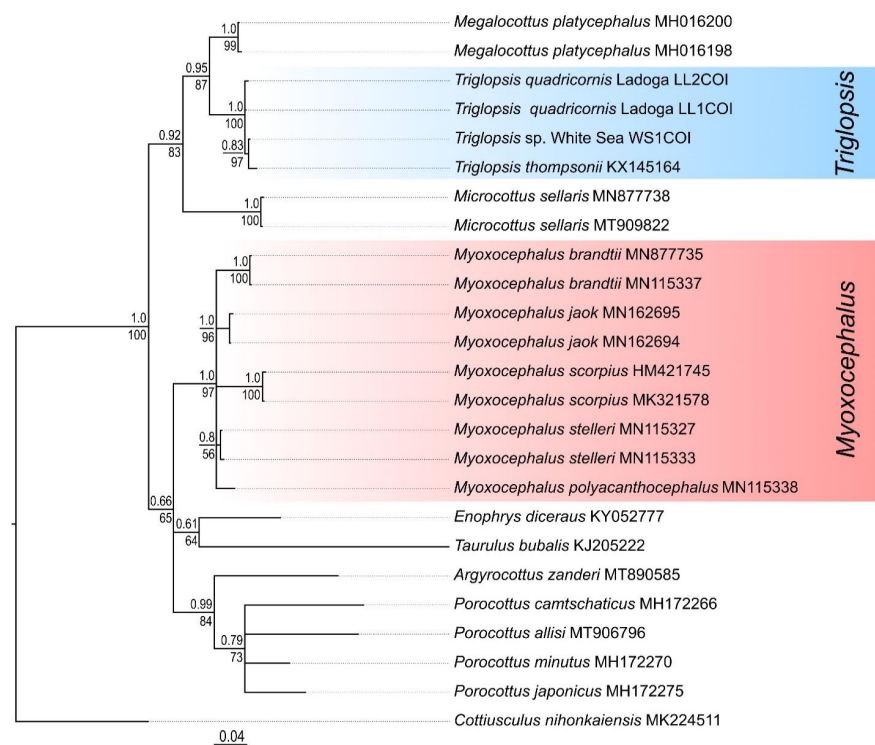 Megalocottus platycephalus MH016200
Megalocottus platycephalus MH016198
Triglopsis quadricornis Ladoga LL2COI
Triglopsis quadricornis Ladoga LL1COI
Triglopsis sp. White Sea WS1COI
Triglopsis thompsonii KX145164
Microcottus sellaris MN877738
Microcottus sellaris MT909822
Myoxocephalus brandtii MN877735
Myoxocephalus brandtii MN115337
Myoxocephalus jaok MN162695
Myoxocephalus jaok MN162694
Myoxocephalus scorpius HM421745
Myoxocephalus scorpius MK321578
Myoxocephalus stelleri MN115327
Myoxocephalus stelleri MN115333
Myoxocephalus polyacanthocephalus MN115338
Enophrys diceraus KY052777
Taurulus bubalis KJ205222
Argyrocottus zanderi MT890585
Porocottus camtschaticus MH172266
Porocottus allisi MT906796
Porocottus minutus MH172270
Porocottus japonicus MH172275
Cottiusculus nihonkaiensis MK224511
Triglopsis
Myoxocephalus
1.0
99
0.95
87
1.0
100
0.83
97
0.92
83
1.0
100
1.0
100
1.0
96
1.0
100
1.0
97
1.0
100
0.8
56
0.66
65
0.61
64
0.99
84
0.79
73
0.04